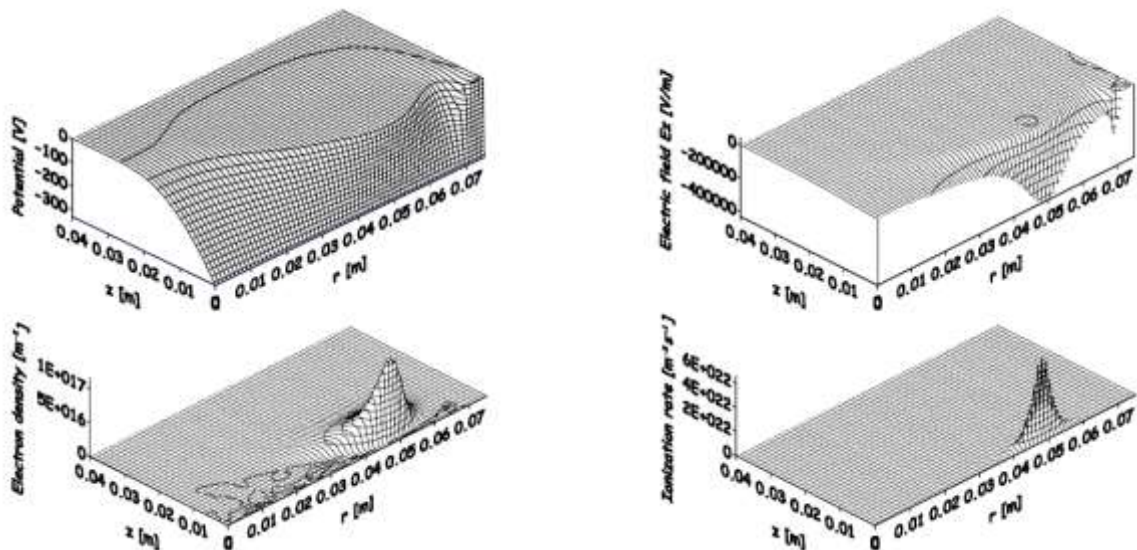 Potential [V]
0
-100
-200
-300
0.04 0.03 0.02 0.01 0
z [m]
0.01 0.02 0.03 0.04 0.05 0.06 0.07
r [m]
Electric field Ez [V/m]
0
-200000
-400000
0.04 0.03 0.02 0.01 0
z [m]
0.01 0.02 0.03 0.04 0.05 0.06 0.07
r [m]
Electron density [m⁻³]
1E+017
5E+016
0
0.04 0.03 0.02 0.01 0
z [m]
0.01 0.02 0.03 0.04 0.05 0.06 0.07
r [m]
Ionization rate [m⁻³s⁻¹]
6E+022
4E+022
2E+022
0
0.04 0.03 0.02 0.01 0
z [m]
0.01 0.02 0.03 0.04 0.05 0.06 0.07
r [m]